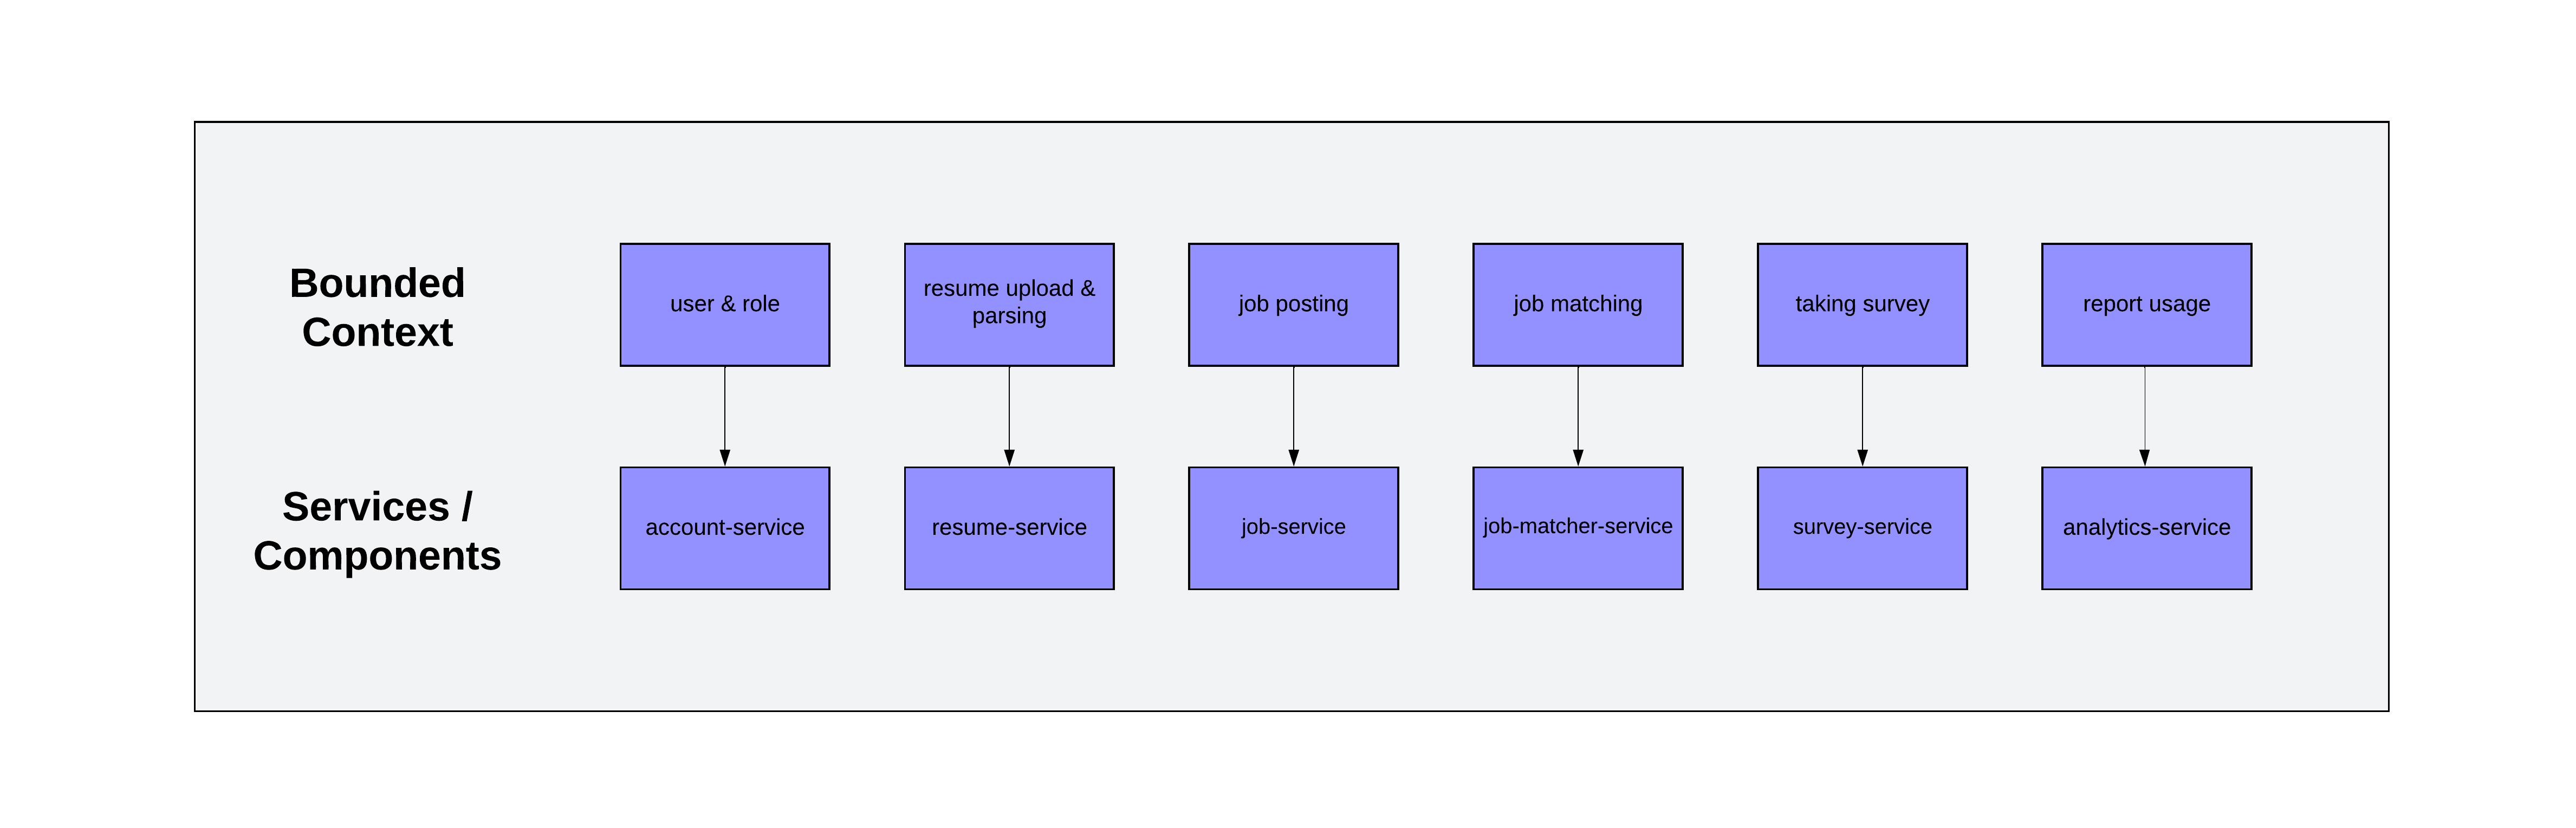 Bounded
Context
user & role
resume upload &
parsing
job posting
job matching
taking survey
report usage
Services /
Components
account-service
resume-service
job-service
job-matcher-service
survey-service
analytics-service